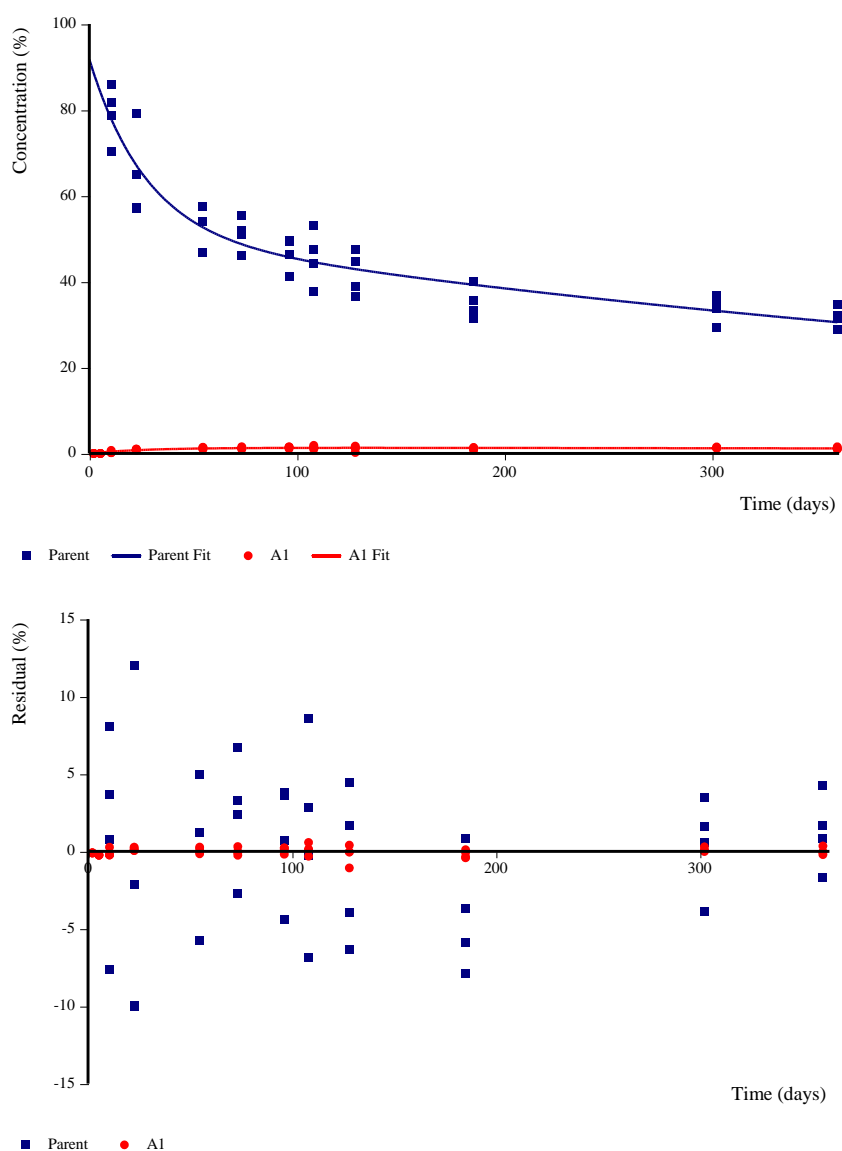 100
80
60
40
20
0
Concentration (%)
0 100 200 300
Time (days)
Parent Parent Fit A1 A1 Fit
15
10
5
0
-5
-10
-15
Residual (%)
0 100 200 300
Time (days)
Parent A1